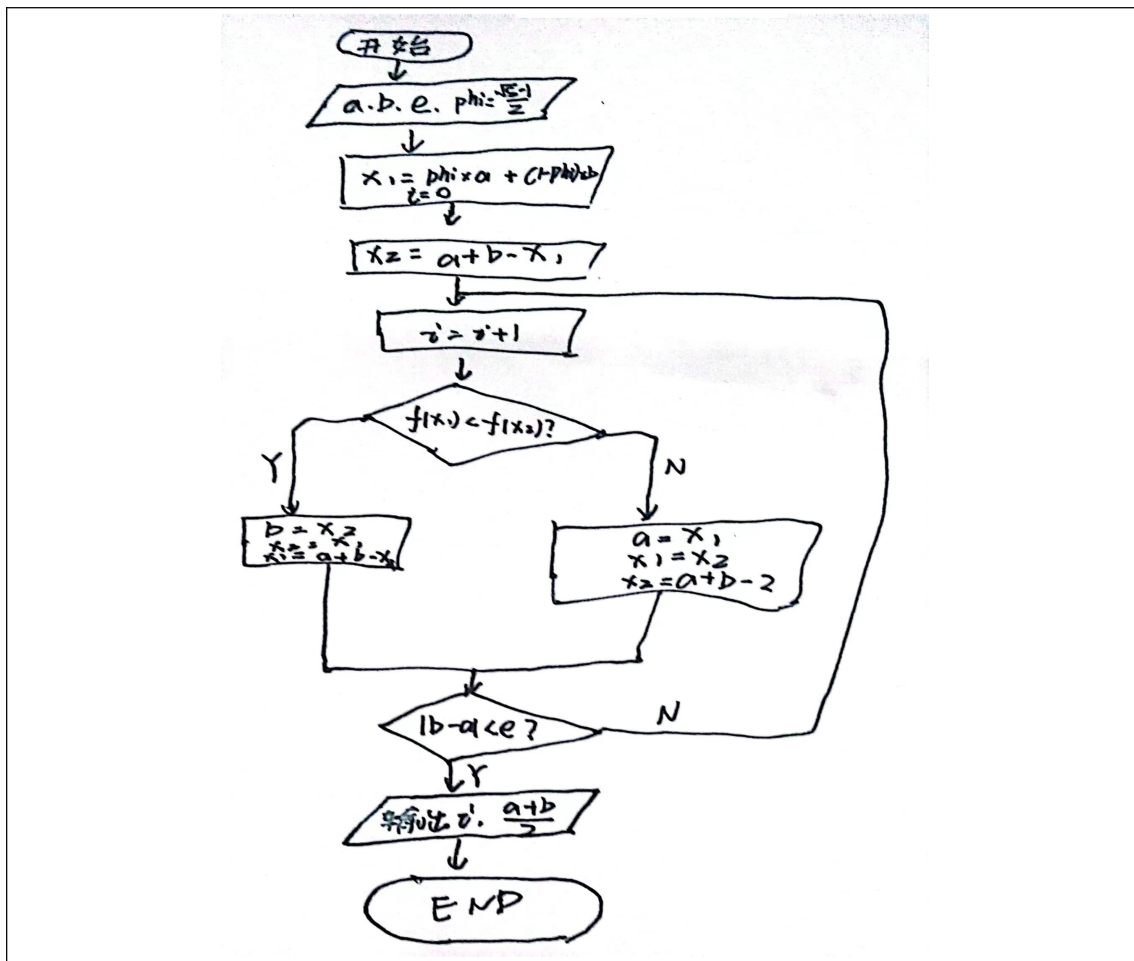 开始
a.b.e. phi=√5-1/2
x1=phi×a+(1-phi)×b
i=0
x2=a+b-x1
i=i+1
f(x1)<f(x2)?
Y
N
b=x2
x2=x1
x1=a+b-x2
a=x1
x1=x2
x2=a+b-2
|b-a|<e?
N
Y
输出i. a+b/2
END